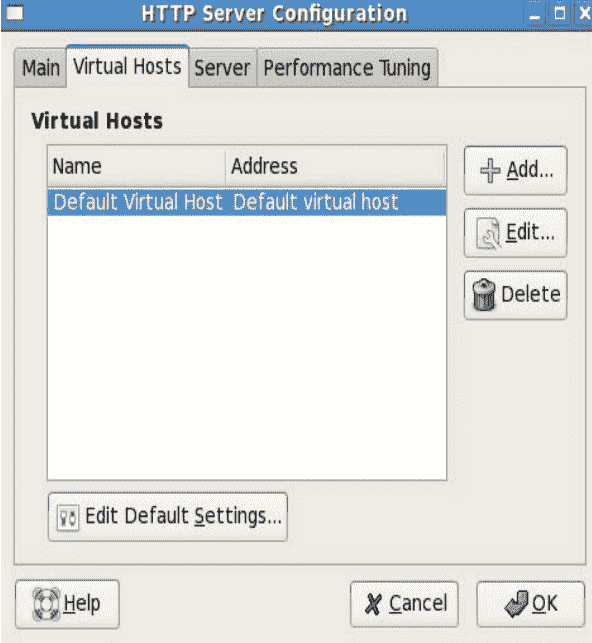 HTTP Server Configuration
Main Virtual Hosts Server Performance Tuning
Virtual Hosts
Name Address
Default Virtual Host Default virtual host
Add...
Edit...
Delete
Edit Default Settings...
Help Cancel OK